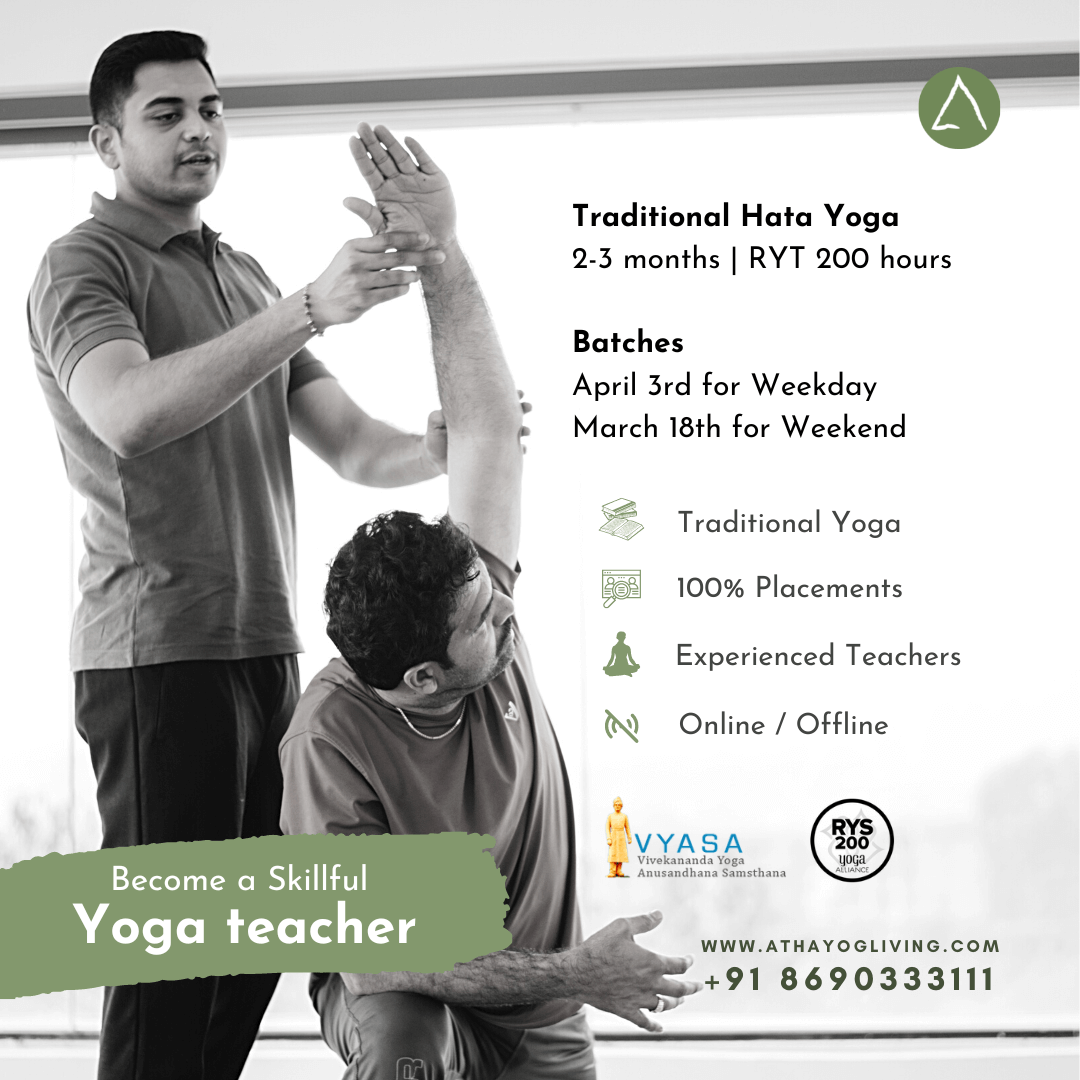 Traditional Hata Yoga
2-3 months | RYT 200 hours
Batches
April 3rd for Weekday
March 18th for Weekend
Traditional Yoga
100% Placements
Experienced Teachers
Online / Offline
VYASA
Vivekananda Yoga
Anusandhana Samsthana
RYS
200
yoga
ALLIANCE
Become a Skillful
Yoga teacher
WWW.ATHAYOGLIVING.COM
+91 8690333111